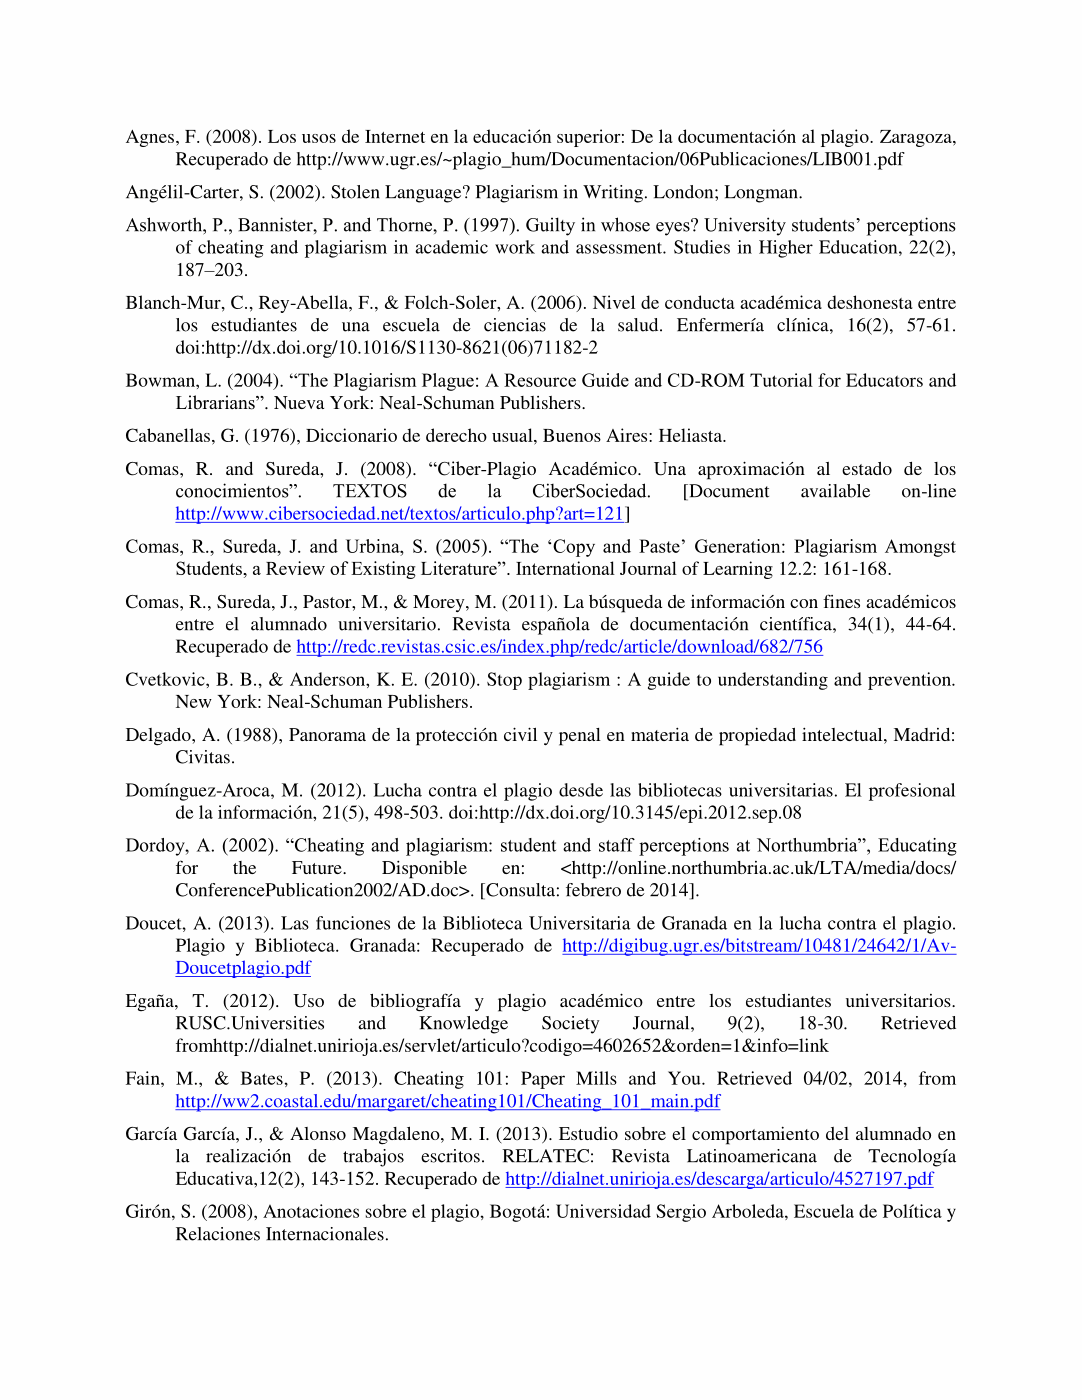 Agnes, F. (2008). Los usos de Internet en la educación superior: De la documentación al plagio. Zaragoza,
Recuperado de http://www.ugr.es/~plagio_hum/Documentacion/06Publicaciones/LIB001.pdf
Angélil-Carter, S. (2002). Stolen Language? Plagiarism in Writing. London; Longman.
Ashworth, P., Bannister, P. and Thorne, P. (1997). Guilty in whose eyes? University students’ perceptions
of cheating and plagiarism in academic work and assessment. Studies in Higher Education, 22(2),
187–203.
Blanch-Mur, C., Rey-Abella, F., & Folch-Soler, A. (2006). Nivel de conducta académica deshonesta entre
los estudiantes de una escuela de ciencias de la salud. Enfermería clínica, 16(2), 57-61.
doi:http://dx.doi.org/10.1016/S1130-8621(06)71182-2
Bowman, L. (2004). “The Plagiarism Plague: A Resource Guide and CD-ROM Tutorial for Educators and
Librarians”. Nueva York: Neal-Schuman Publishers.
Cabanellas, G. (1976), Diccionario de derecho usual, Buenos Aires: Heliasta.
Comas, R. and Sureda, J. (2008). “Ciber-Plagio Académico. Una aproximación al estado de los
conocimientos”. TEXTOS de la CiberSociedad. [Document available on-line
http://www.cibersociedad.net/textos/articulo.php?art=121]
Comas, R., Sureda, J. and Urbina, S. (2005). “The ‘Copy and Paste’ Generation: Plagiarism Amongst
Students, a Review of Existing Literature”. International Journal of Learning 12.2: 161-168.
Comas, R., Sureda, J., Pastor, M., & Morey, M. (2011). La búsqueda de información con fines académicos
entre el alumnado universitario. Revista española de documentación científica, 34(1), 44-64.
Recuperado de http://redc.revistas.csic.es/index.php/redc/article/download/682/756
Cvetkovic, B. B., & Anderson, K. E. (2010). Stop plagiarism : A guide to understanding and prevention.
New York: Neal-Schuman Publishers.
Delgado, A. (1988), Panorama de la protección civil y penal en materia de propiedad intelectual, Madrid:
Civitas.
Domínguez-Aroca, M. (2012). Lucha contra el plagio desde las bibliotecas universitarias. El profesional
de la información, 21(5), 498-503. doi:http://dx.doi.org/10.3145/epi.2012.sep.08
Dordoy, A. (2002). “Cheating and plagiarism: student and staff perceptions at Northumbria”, Educating
for the Future. Disponible en: <http://online.northumbria.ac.uk/LTA/media/docs/
ConferencePublication2002/AD.doc>. [Consulta: febrero de 2014].
Doucet, A. (2013). Las funciones de la Biblioteca Universitaria de Granada en la lucha contra el plagio.
Plagio y Biblioteca. Granada: Recuperado de http://digibug.ugr.es/bitstream/10481/24642/1/Av-
Doucetplagio.pdf
Egaña, T. (2012). Uso de bibliografía y plagio académico entre los estudiantes universitarios.
RUSC.Universities and Knowledge Society Journal, 9(2), 18-30. Retrieved
fromhttp://dialnet.unirioja.es/servlet/articulo?codigo=4602652&orden=1&info=link
Fain, M., & Bates, P. (2013). Cheating 101: Paper Mills and You. Retrieved 04/02, 2014, from
http://ww2.coastal.edu/margaret/cheating101/Cheating_101_main.pdf
García García, J., & Alonso Magdaleno, M. I. (2013). Estudio sobre el comportamiento del alumnado en
la realización de trabajos escritos. RELATEC: Revista Latinoamericana de Tecnología
Educativa,12(2), 143-152. Recuperado de http://dialnet.unirioja.es/descarga/articulo/4527197.pdf
Girón, S. (2008), Anotaciones sobre el plagio, Bogotá: Universidad Sergio Arboleda, Escuela de Política y
Relaciones Internacionales.